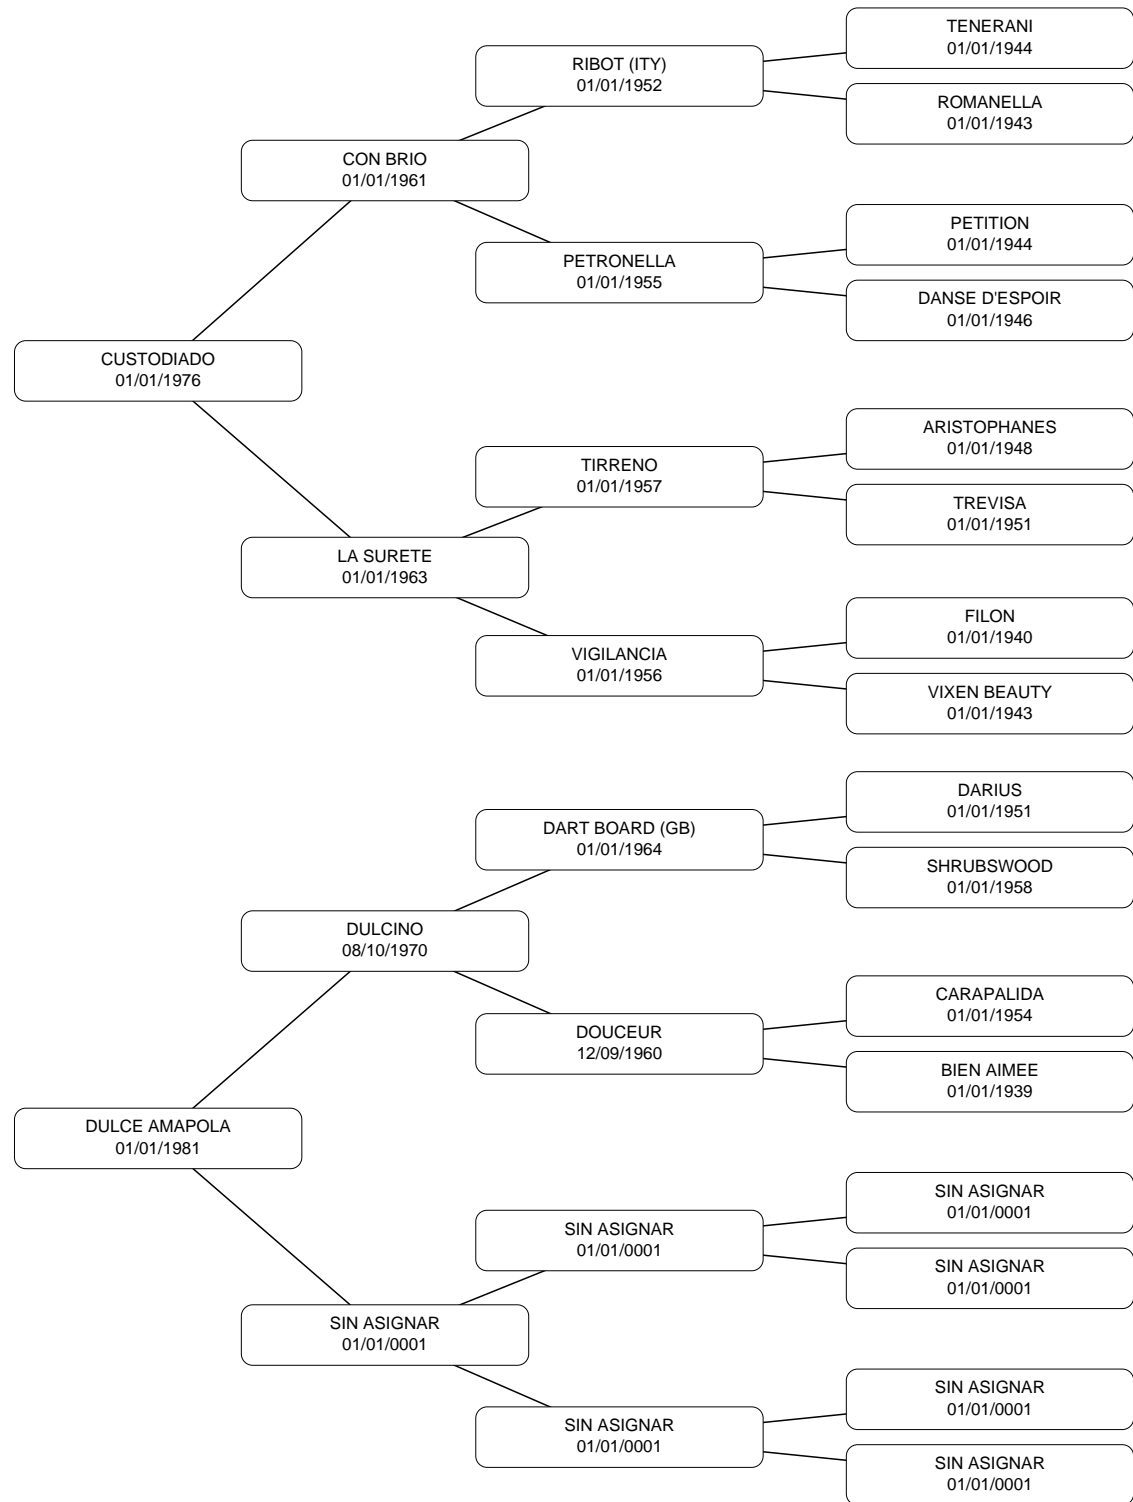 TENERANI
01/01/1944
RIBOT (ITY)
01/01/1952
ROMANELLA
01/01/1943
CON BRIO
01/01/1961
PETITION
01/01/1944
PETRONELLA
01/01/1955
DANSE D'ESPOIR
01/01/1946
CUSTODIADO
01/01/1976
ARISTOPHANES
01/01/1948
TIRRENO
01/01/1957
TREVISA
01/01/1951
LA SURETE
01/01/1963
FILON
01/01/1940
VIGILANCIA
01/01/1956
VIXEN BEAUTY
01/01/1943
DARIUS
01/01/1951
DART BOARD (GB)
01/01/1964
SHRUBSWOOD
01/01/1958
DULCINO
08/10/1970
CARAPALIDA
01/01/1954
DOUCEUR
12/09/1960
BIEN AIMEE
01/01/1939
DULCE AMAPOLA
01/01/1981
SIN ASIGNAR
01/01/0001
SIN ASIGNAR
01/01/0001
SIN ASIGNAR
01/01/0001
SIN ASIGNAR
01/01/0001
SIN ASIGNAR
01/01/0001
SIN ASIGNAR
01/01/0001
SIN ASIGNAR
01/01/0001